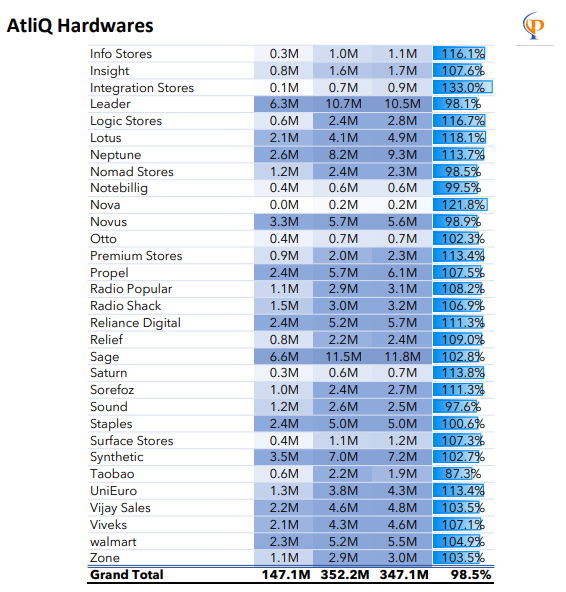 AtliQ Hardwares
Info Stores 0.3M 1.0M 1.1M 116.1%
Insight 0.8M 1.6M 1.7M 107.6%
Integration Stores 0.1M 0.7M 0.9M 133.0%
Leader 6.3M 10.7M 10.5M 98.1%
Logic Stores 0.6M 2.4M 2.8M 116.7%
Lotus 2.1M 4.1M 4.9M 118.1%
Neptune 2.6M 8.2M 9.3M 113.7%
Nomad Stores 1.2M 2.4M 2.3M 98.5%
Notebillig 0.4M 0.6M 0.6M 99.5%
Nova 0.0M 0.2M 0.2M 121.8%
Novus 3.3M 5.7M 5.6M 98.9%
Otto 0.4M 0.7M 0.7M 102.3%
Premium Stores 0.9M 2.0M 2.3M 113.4%
Propel 2.4M 5.7M 6.1M 107.5%
Radio Popular 1.1M 2.9M 3.1M 108.2%
Radio Shack 1.5M 3.0M 3.2M 106.9%
Reliance Digital 2.4M 5.2M 5.7M 111.3%
Relief 0.8M 2.2M 2.4M 109.0%
Sage 6.6M 11.5M 11.8M 102.8%
Saturn 0.3M 0.6M 0.7M 113.8%
Sorefoz 1.0M 2.4M 2.7M 111.3%
Sound 1.2M 2.6M 2.5M 97.6%
Staples 2.4M 5.0M 5.0M 100.6%
Surface Stores 0.4M 1.1M 1.2M 107.3%
Synthetic 3.5M 7.0M 7.2M 102.7%
Taobao 0.6M 2.2M 1.9M 87.3%
UniEuro 1.3M 3.8M 4.3M 113.4%
Vijay Sales 2.2M 4.6M 4.8M 103.5%
Viveks 2.1M 4.3M 4.6M 107.1%
walmart 2.3M 5.2M 5.5M 104.9%
Zone 1.1M 2.9M 3.0M 103.5%
Grand Total 147.1M 352.2M 347.1M 98.5%